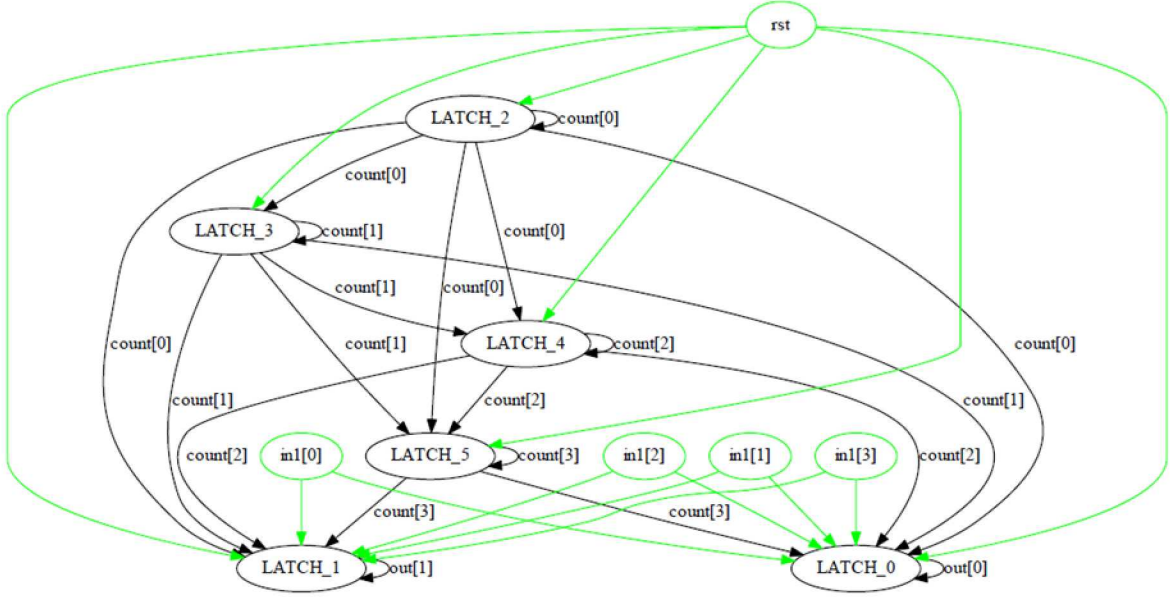 rst
LATCH_2
count[0]
count[0]
LATCH_3
count[1]
count[0]
count[1]
count[0]
LATCH_4
count[2]
count[0]
count[1]
count[0]
count[2]
count[1]
count[1]
in1[0]
LATCH_5
count[3]
in1[2]
in1[1]
in1[3]
count[2]
count[2]
count[3]
count[3]
LATCH_1
out[1]
LATCH_0
out[0]